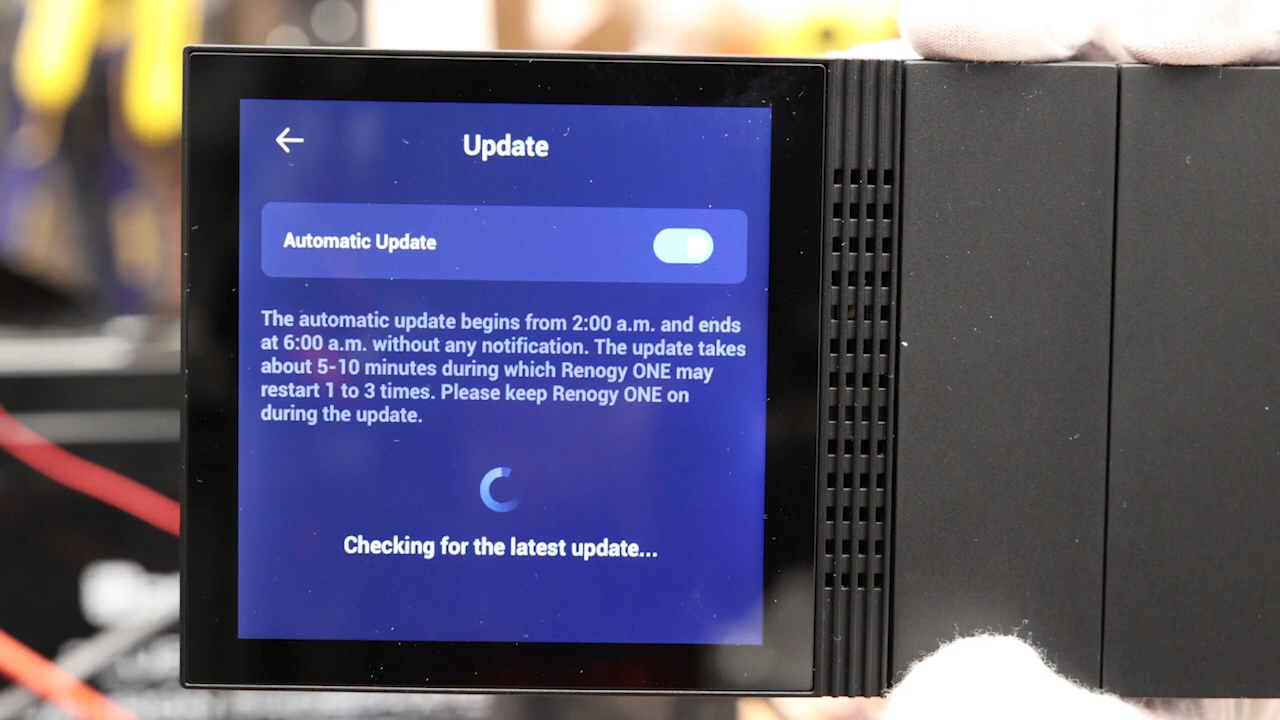 Update
Automatic Update
The automatic update begins from 2:00 a.m. and ends
at 6:00 a.m. without any notification. The update takes
about 5-10 minutes during which Renogy ONE may
restart 1 to 3 times. Please keep Renogy ONE on
during the update.
Checking for the latest update...